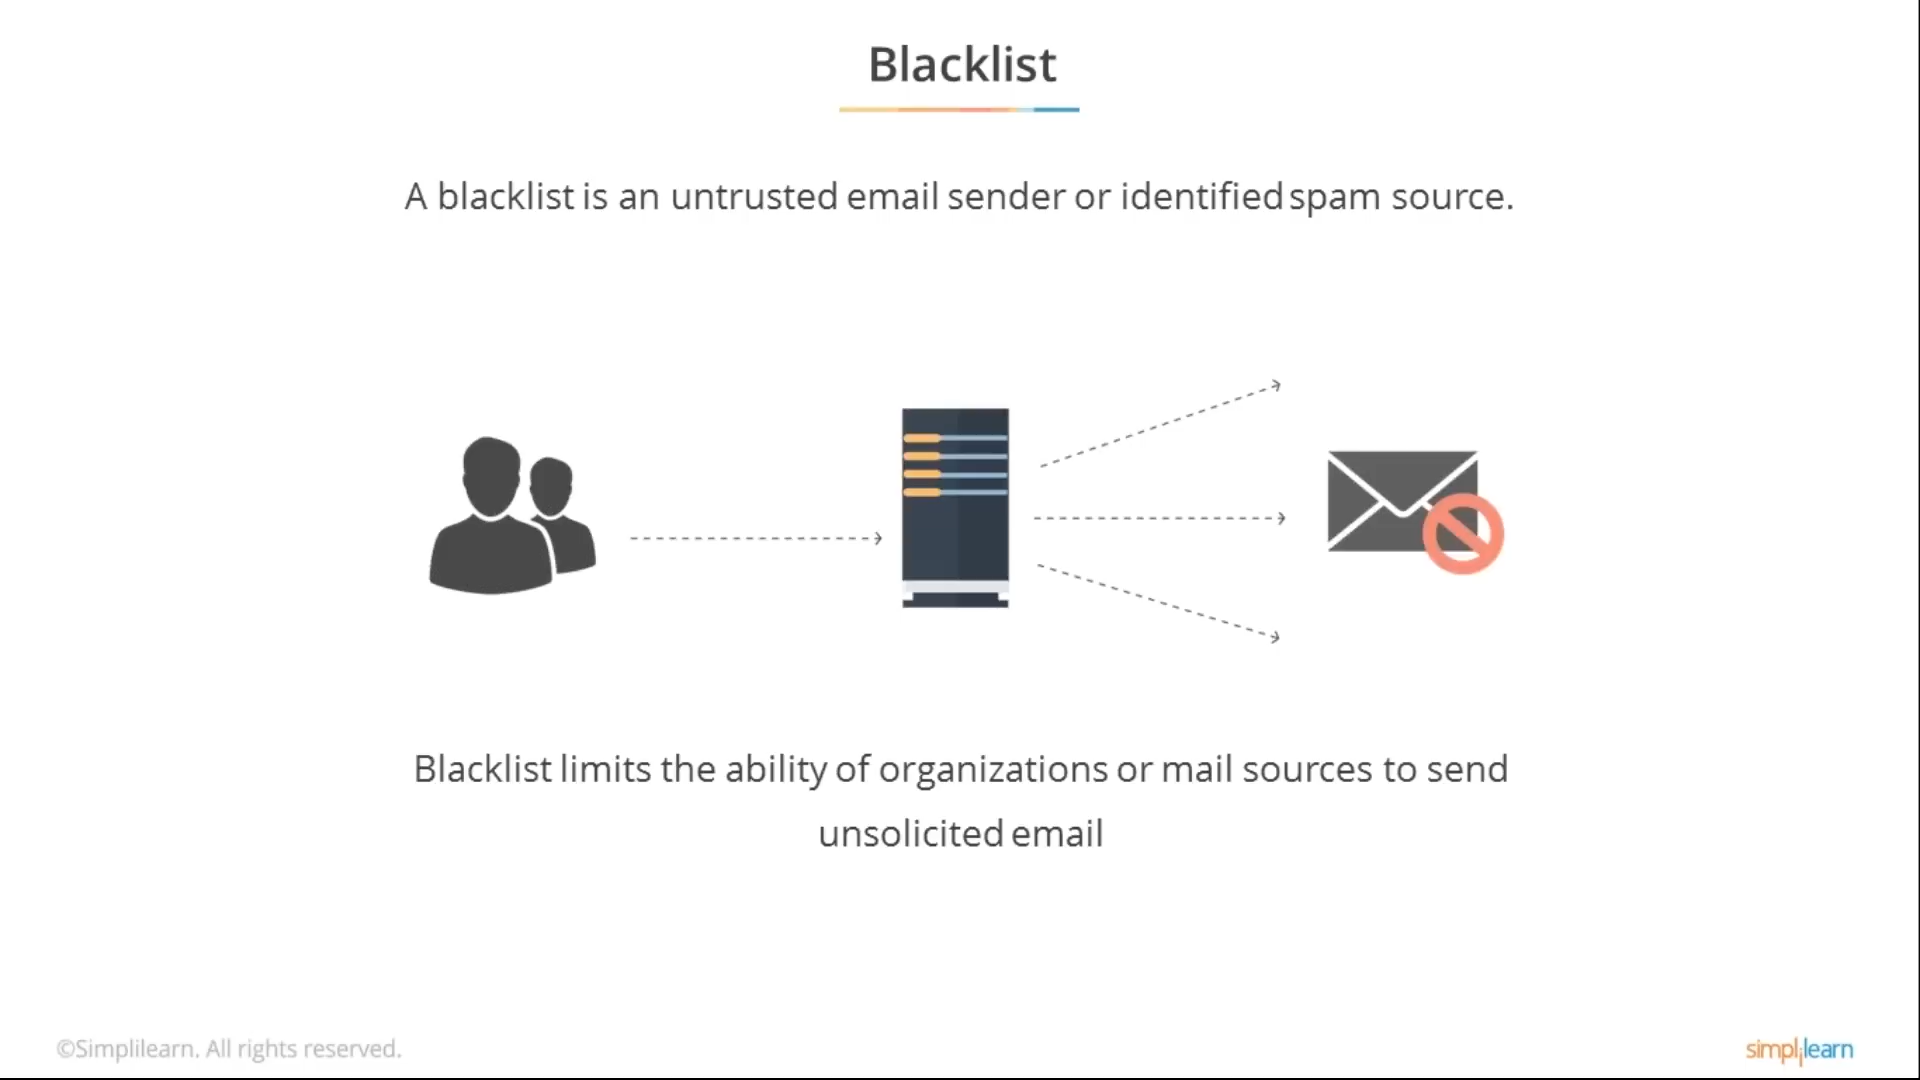 Blacklist
A blacklist is an untrusted email sender or identified spam source.
Blacklist limits the ability of organizations or mail sources to send
unsolicited email
©Simplilearn. All rights reserved.
simplilearn